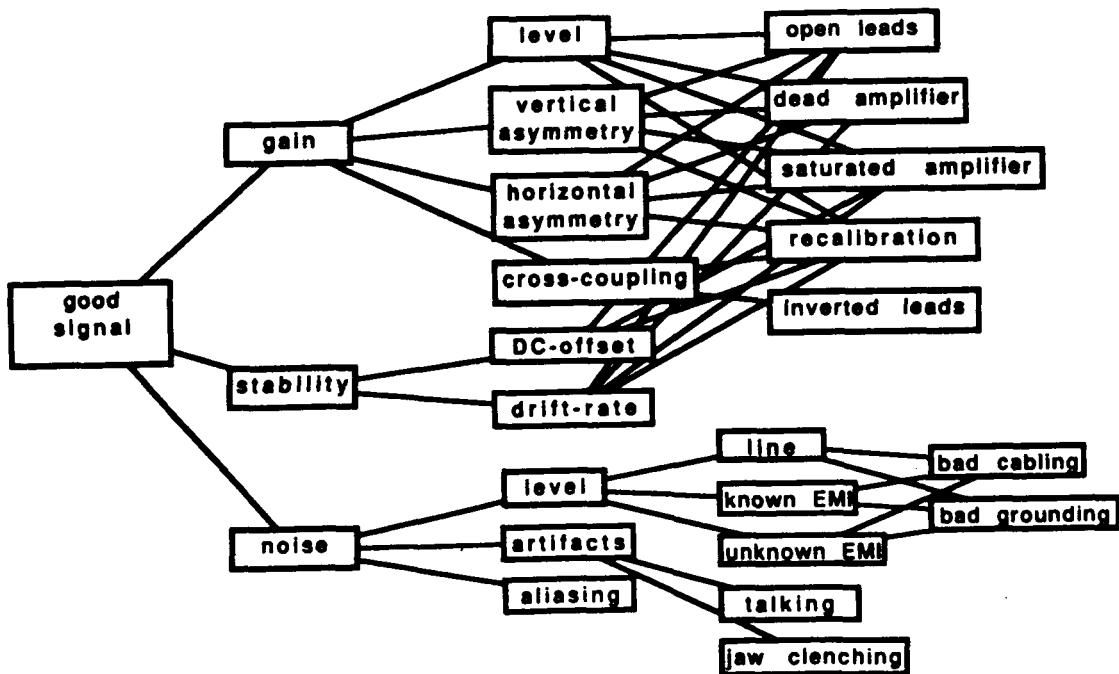 level
open leads
vertical
asymmetry
dead amplifier
gain
saturated amplifier
horizontal
asymmetry
recalibration
cross-coupling
inverted leads
good
signal
DC-offset
stability
drift-rate
line
bad cabling
level
known EMI
bad grounding
noise
artifacts
unknown EMI
aliasing
talking
jaw clenching